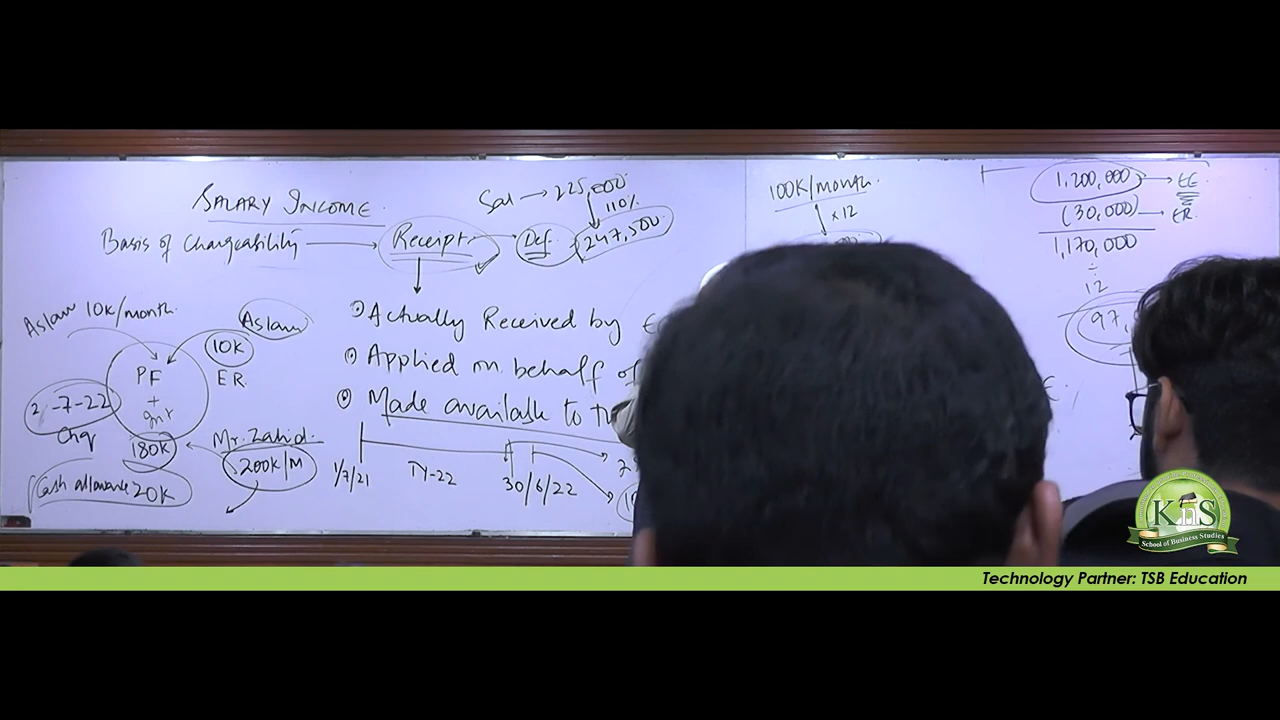 SALARY INCOME
Basis of Chargeability → Receipt → Def.
Sal → 225,000
110%
247,500
Actually Received by
Applied on behalf of
Made available to
Aslam 10K/month.
Aslam
10K
ER.
PF
+
2 -7-22
Chq
180K
Cash allowance 20K
Mr. Zahid.
200K/M
1/7/21
TY-22
30/6/22
100K/month.
x12
1,200,000 → EE
(30,000) → ER.
1,170,000
÷
12
97,
KnS
School of Business Studies
Technology Partner: TSB Education